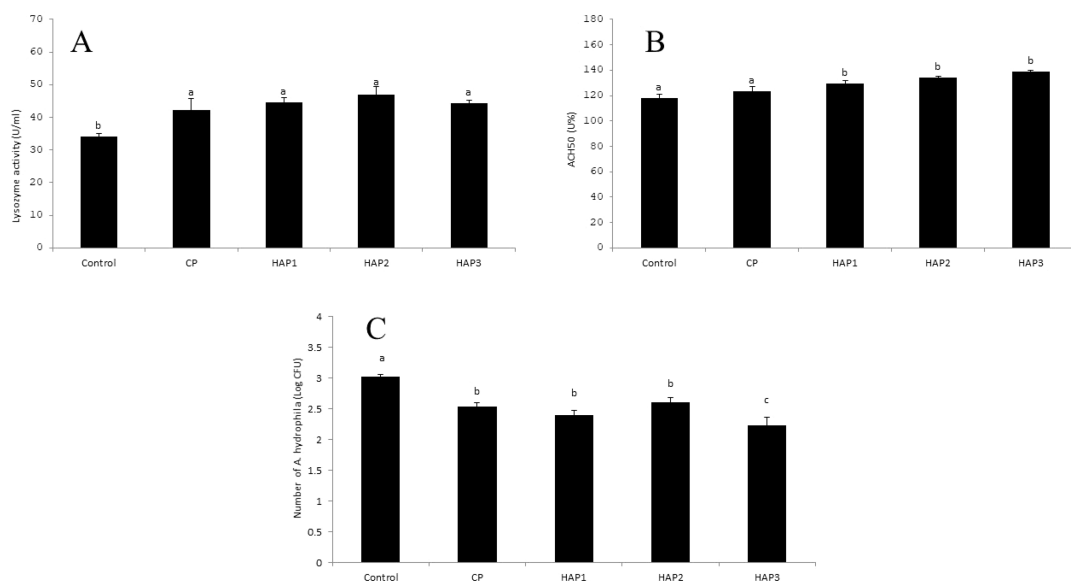 A
Lysozyme activity (U/ml)
70
60
50
40
30
20
10
0
b
a
a
a
a
Control CP HAP1 HAP2 HAP3
B
ACH50 (U%)
180
160
140
120
100
80
60
40
20
0
a
a
b
b
b
Control CP HAP1 HAP2 HAP3
C
Number of A. hydrophila (Log CFU)
4
3.5
3
2.5
2
1.5
1
0.5
0
a
b
b
b
c
Control CP HAP1 HAP2 HAP3